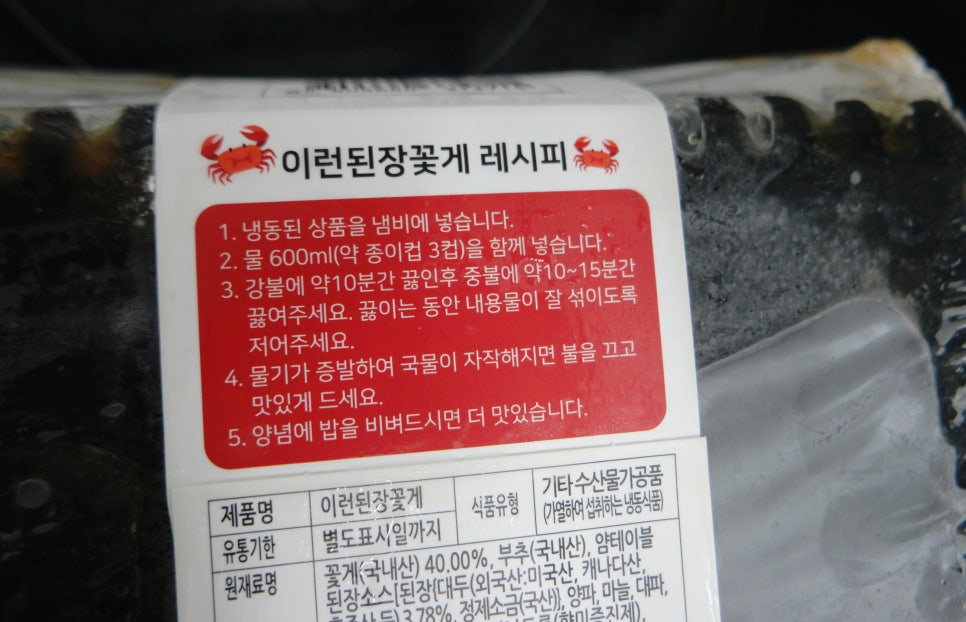 이런된장꽃게 레시피
1. 냉동된 상품을 냄비에 넣습니다.
2. 물 600ml(약 종이컵 3컵)을 함께 넣습니다.
3. 강불에 약10분간 끓인후 중불에 약10~15분간
끓여주세요. 끓이는 동안 내용물이 잘 섞이도록
저어주세요.
4. 물기가 증발하여 국물이 자작해지면 불을 끄고
맛있게 드세요.
5. 양념에 밥을 비벼드시면 더 맛있습니다.
제품명 이런된장꽃게 식품유형 기타 수산물가공품
(가열하여 섭취하는 냉동식품)
유통기한 별도표시일까지
원재료명 꽃게(국내산) 40.00%, 부추(국내산), 얌테이블
된장소스[된장(대두(외국산:미국산, 캐나다산,
3.78%, 정제소금(국산)), 양파, 마늘, 대파,